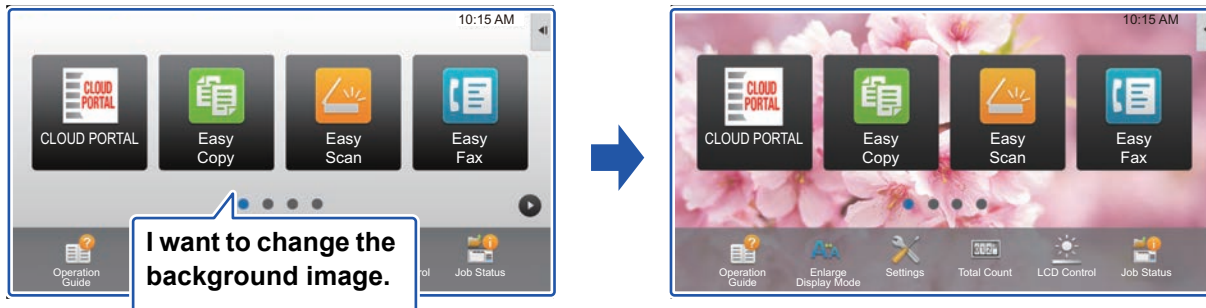 10:15 AM
CLOUD
PORTAL
CLOUD PORTAL
Easy
Copy
Easy
Scan
Easy
Fax
I want to change the
background image.
Operation
Guide
rol
Job Status
10:15 AM
CLOUD
PORTAL
CLOUD PORTAL
Easy
Copy
Easy
Scan
Easy
Fax
Operation
Guide
Enlarge
Display Mode
Settings
Total Count
LCD Control
Job Status